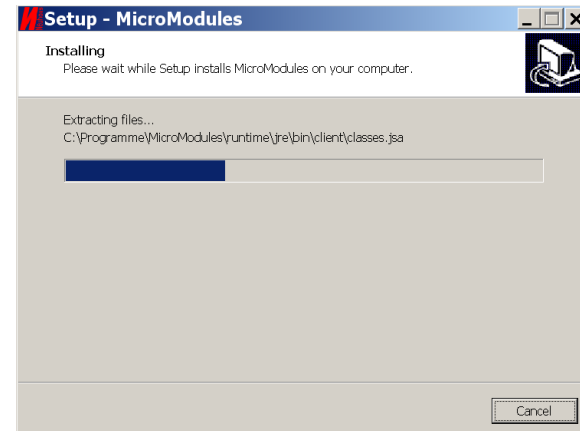 Setup - MicroModules
Installing
Please wait while Setup installs MicroModules on your computer.
Extracting files...
C:\Programme\MicroModules\runtime\jre\bin\client\classes.jsa
Cancel